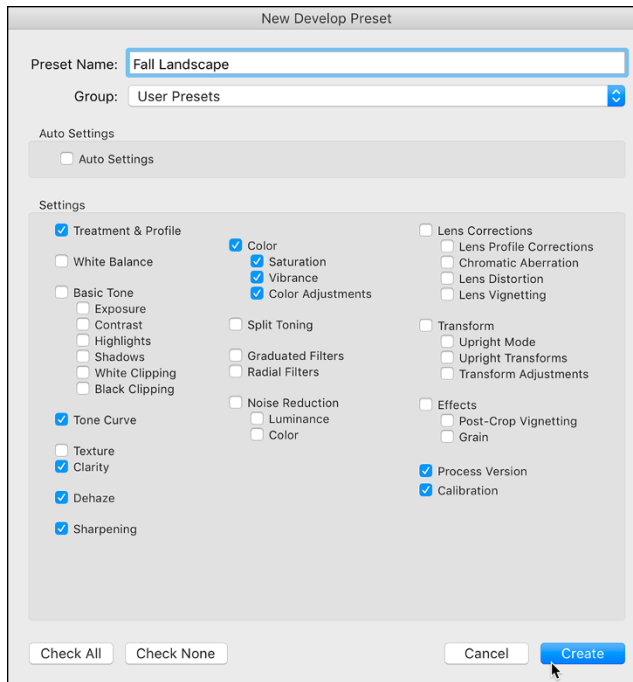 New Develop Preset
Preset Name: Fall Landscape
Group: User Presets
Auto Settings
Auto Settings
Settings
Treatment & Profile
White Balance
Basic Tone
Exposure
Contrast
Highlights
Shadows
White Clipping
Black Clipping
Tone Curve
Texture
Clarity
Dehaze
Sharpening
Color
Saturation
Vibrance
Color Adjustments
Split Toning
Graduated Filters
Radial Filters
Noise Reduction
Luminance
Color
Lens Corrections
Lens Profile Corrections
Chromatic Aberration
Lens Distortion
Lens Vignetting
Transform
Upright Mode
Upright Transforms
Transform Adjustments
Effects
Post-Crop Vignetting
Grain
Process Version
Calibration
Check All
Check None
Cancel
Create